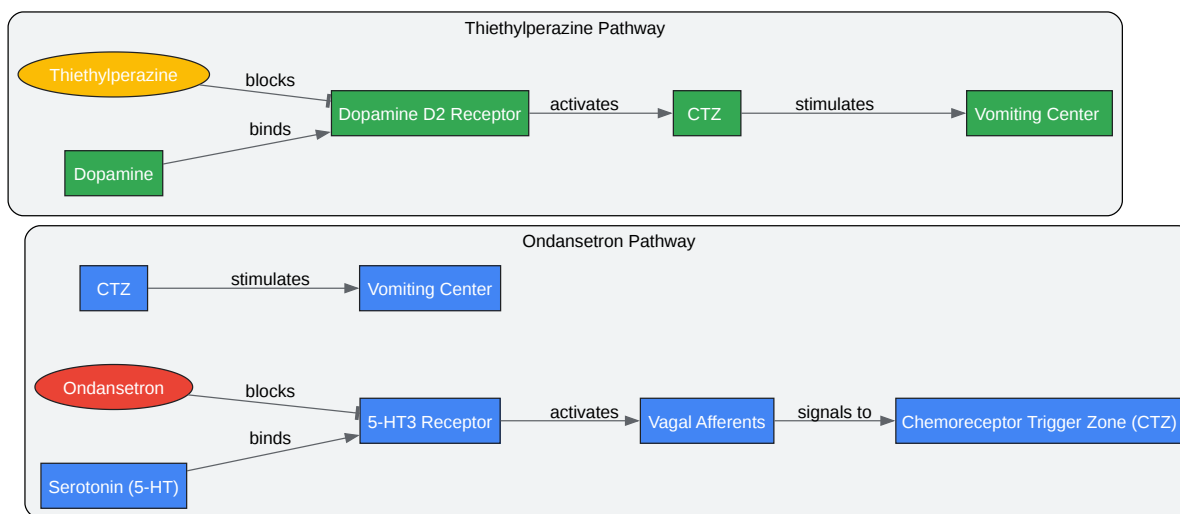 Thiethylperazine Pathway
Thiethylperazine
blocks
Dopamine D2 Receptor
activates
CTZ
stimulates
Vomiting Center
binds
Dopamine
Ondansetron Pathway
CTZ
stimulates
Vomiting Center
Ondansetron
blocks
5-HT3 Receptor
activates
Vagal Afferents
signals to
Chemoreceptor Trigger Zone (CTZ)
binds
Serotonin (5-HT)